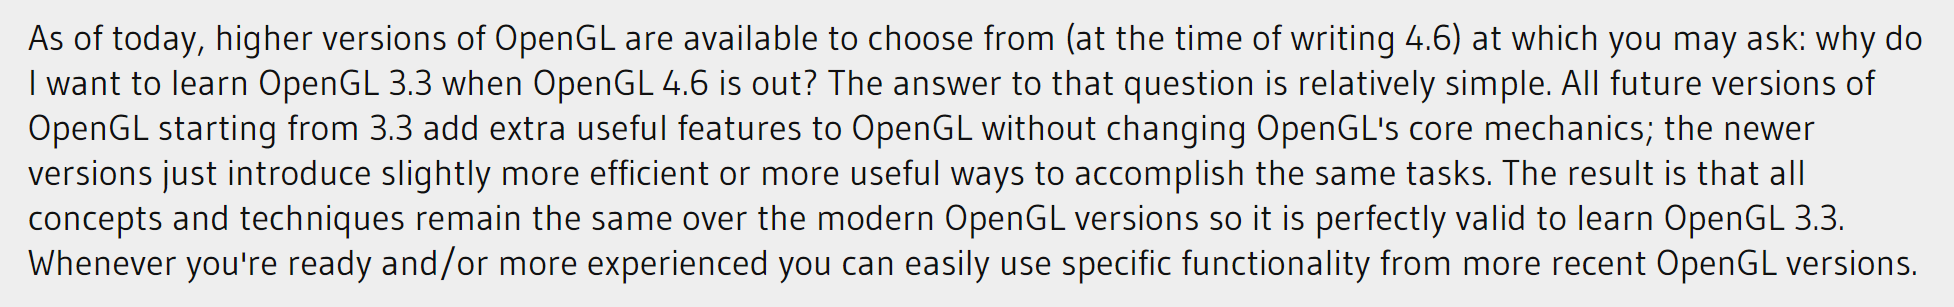 As of today, higher versions of OpenGL are available to choose from (at the time of writing 4.6) at which you may ask: why do
I want to learn OpenGL 3.3 when OpenGL 4.6 is out? The answer to that question is relatively simple. All future versions of
OpenGL starting from 3.3 add extra useful features to OpenGL without changing OpenGL's core mechanics; the newer
versions just introduce slightly more efficient or more useful ways to accomplish the same tasks. The result is that all
concepts and techniques remain the same over the modern OpenGL versions so it is perfectly valid to learn OpenGL 3.3.
Whenever you're ready and/or more experienced you can easily use specific functionality from more recent OpenGL versions.